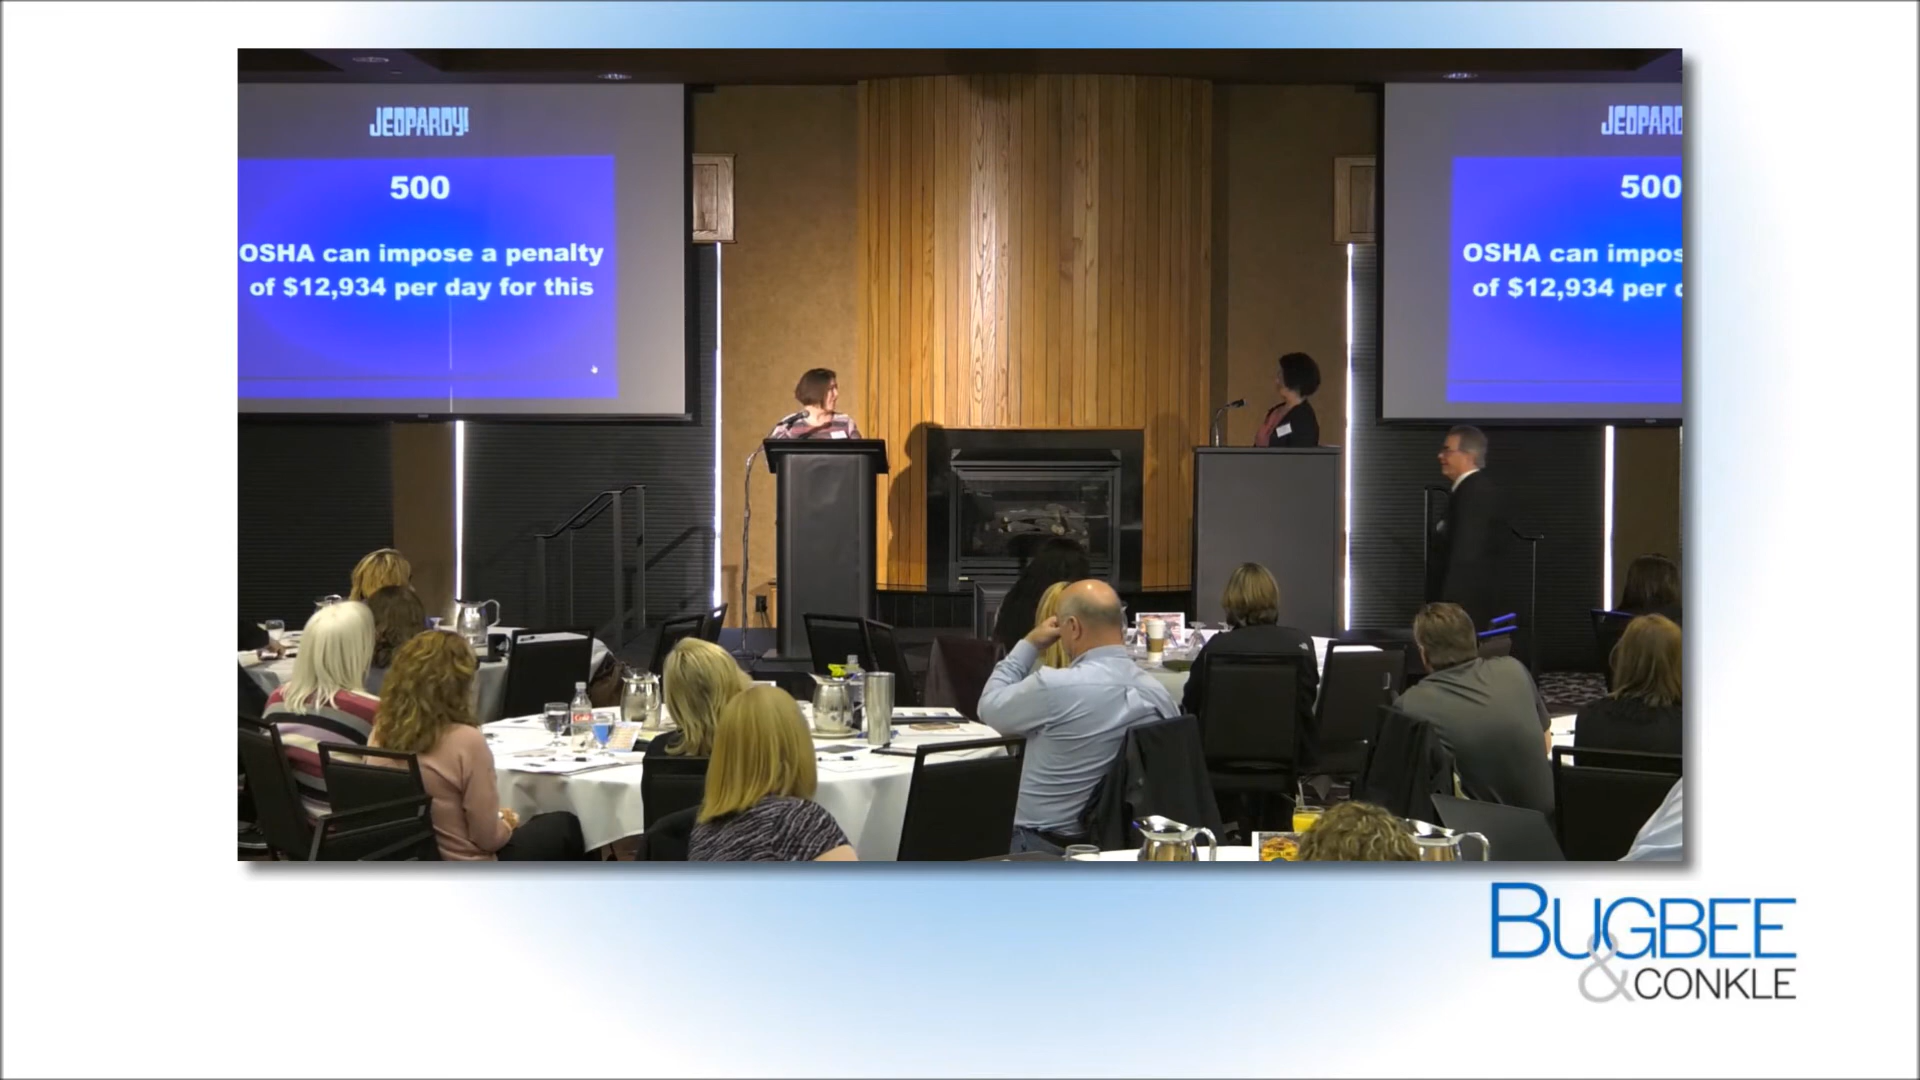 JEOPARDY!
500
OSHA can impose a penalty
of $12,934 per day for this
JEOPARD
500
OSHA can impos
of $12,934 per
BUGBEE
& CONKLE